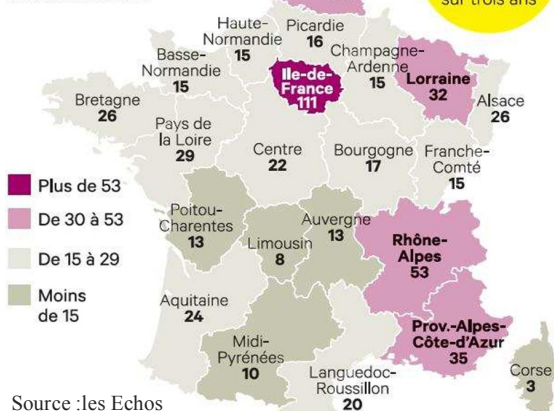 sur trois ans
Haute-
Normandie
15
Picardie
16
Champagne-
Ardenne
15
Basse-
Normandie
15
Ile-de-
France
111
Lorraine
32
Alsace
26
Bretagne
26
Pays de
la Loire
29
Centre
22
Bourgogne
17
Franche-
Comté
15
Plus de 53
De 30 à 53
De 15 à 29
Moins
de 15
Poitou-
Charentes
13
Limousin
8
Auvergne
13
Rhône-
Alpes
53
Aquitaine
24
Midi-
Pyrénées
10
Prov.-Alpes-
Côte-d'Azur
35
Languedoc-
Roussillon
20
Corse
3
Source :les Echos